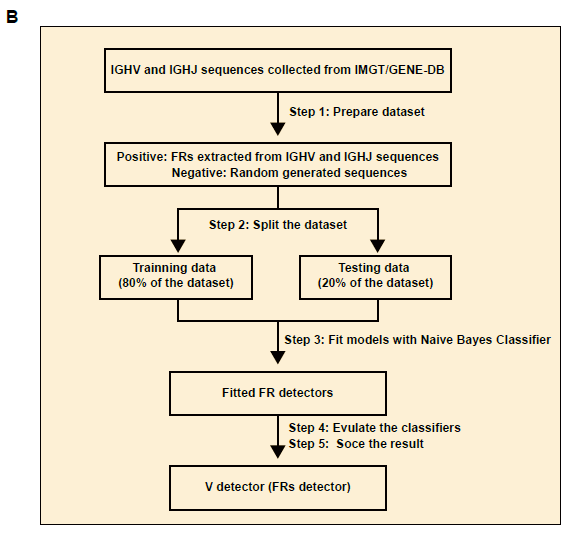 B
IGHV and IGHJ sequences collected from IMGT/GENE-DB
Step 1: Prepare dataset
Positive: FRs extracted from IGHV and IGHJ sequences
Negative: Random generated sequences
Step 2: Split the dataset
Trainning data
(80% of the dataset)
Testing data
(20% of the dataset)
Step 3: Fit models with Naive Bayes Classifier
Fitted FR detectors
Step 4: Evulate the classifiers
Step 5:  Soce the result
V detector (FRs detector)